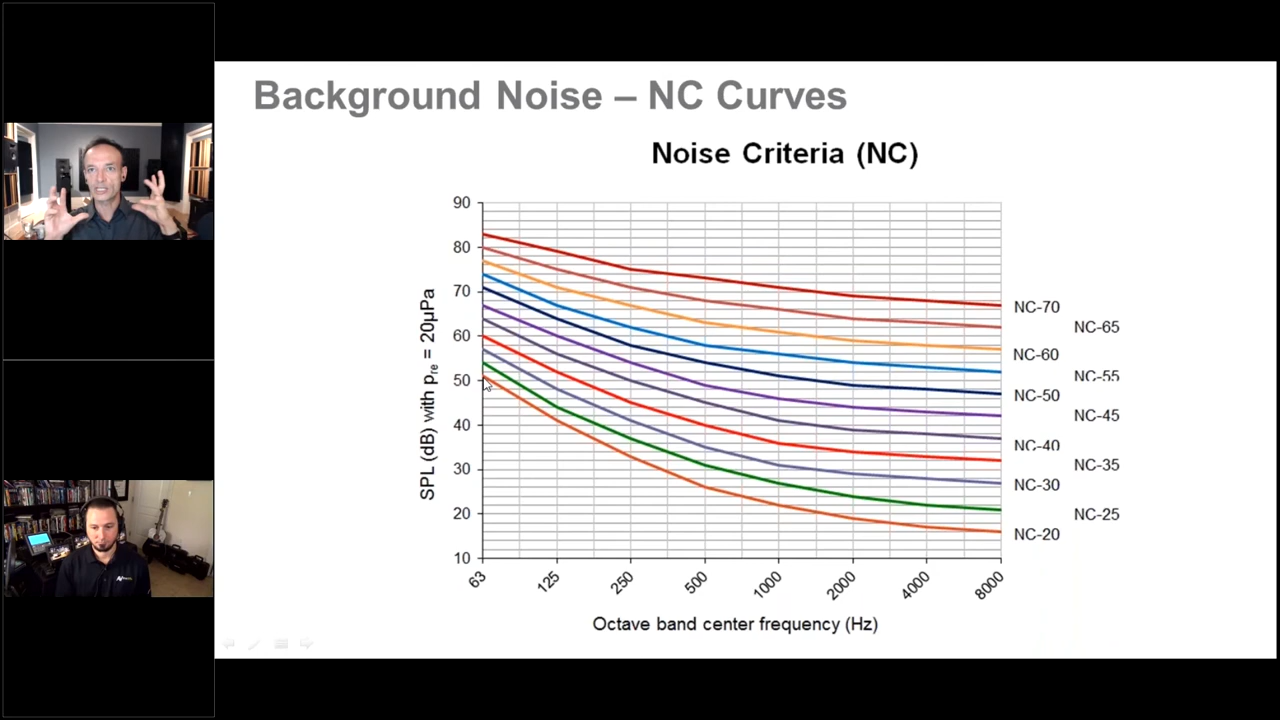 Background Noise – NC Curves
Noise Criteria (NC)
SPL (dB) with pre = 20µPa
90
80
70
60
50
40
30
20
10
63
125
250
500
1000
2000
4000
8000
Octave band center frequency (Hz)
NC-70
NC-65
NC-60
NC-55
NC-50
NC-45
NC-40
NC-35
NC-30
NC-25
NC-20